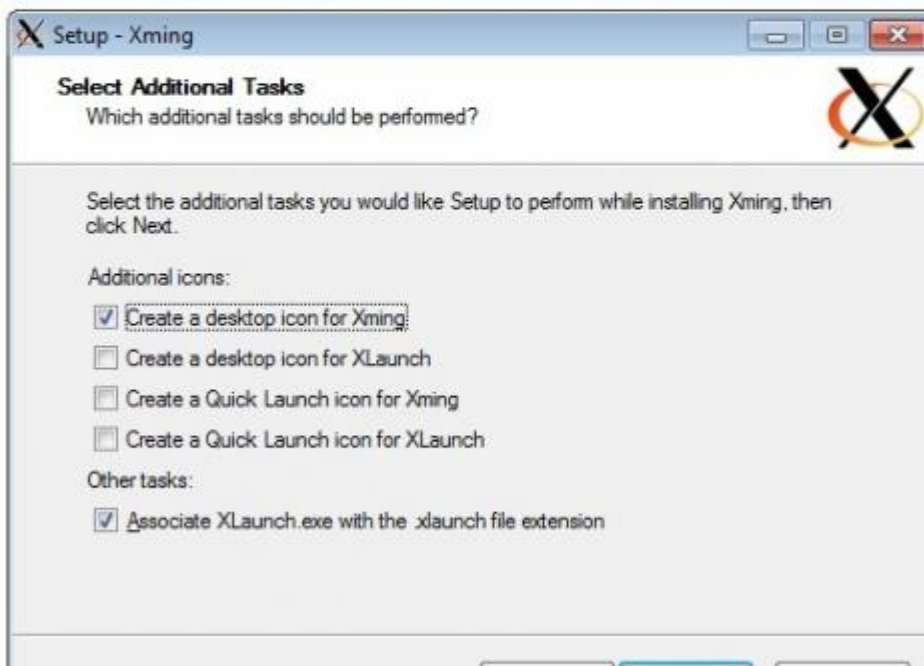 Setup - Xming
Select Additional Tasks
Which additional tasks should be performed?
Select the additional tasks you would like Setup to perform while installing Xming, then
click Next.
Additional icons:
Create a desktop icon for Xming
Create a desktop icon for XLaunch
Create a Quick Launch icon for Xming
Create a Quick Launch icon for XLaunch
Other tasks:
Associate XLaunch.exe with the .xlaunch file extension